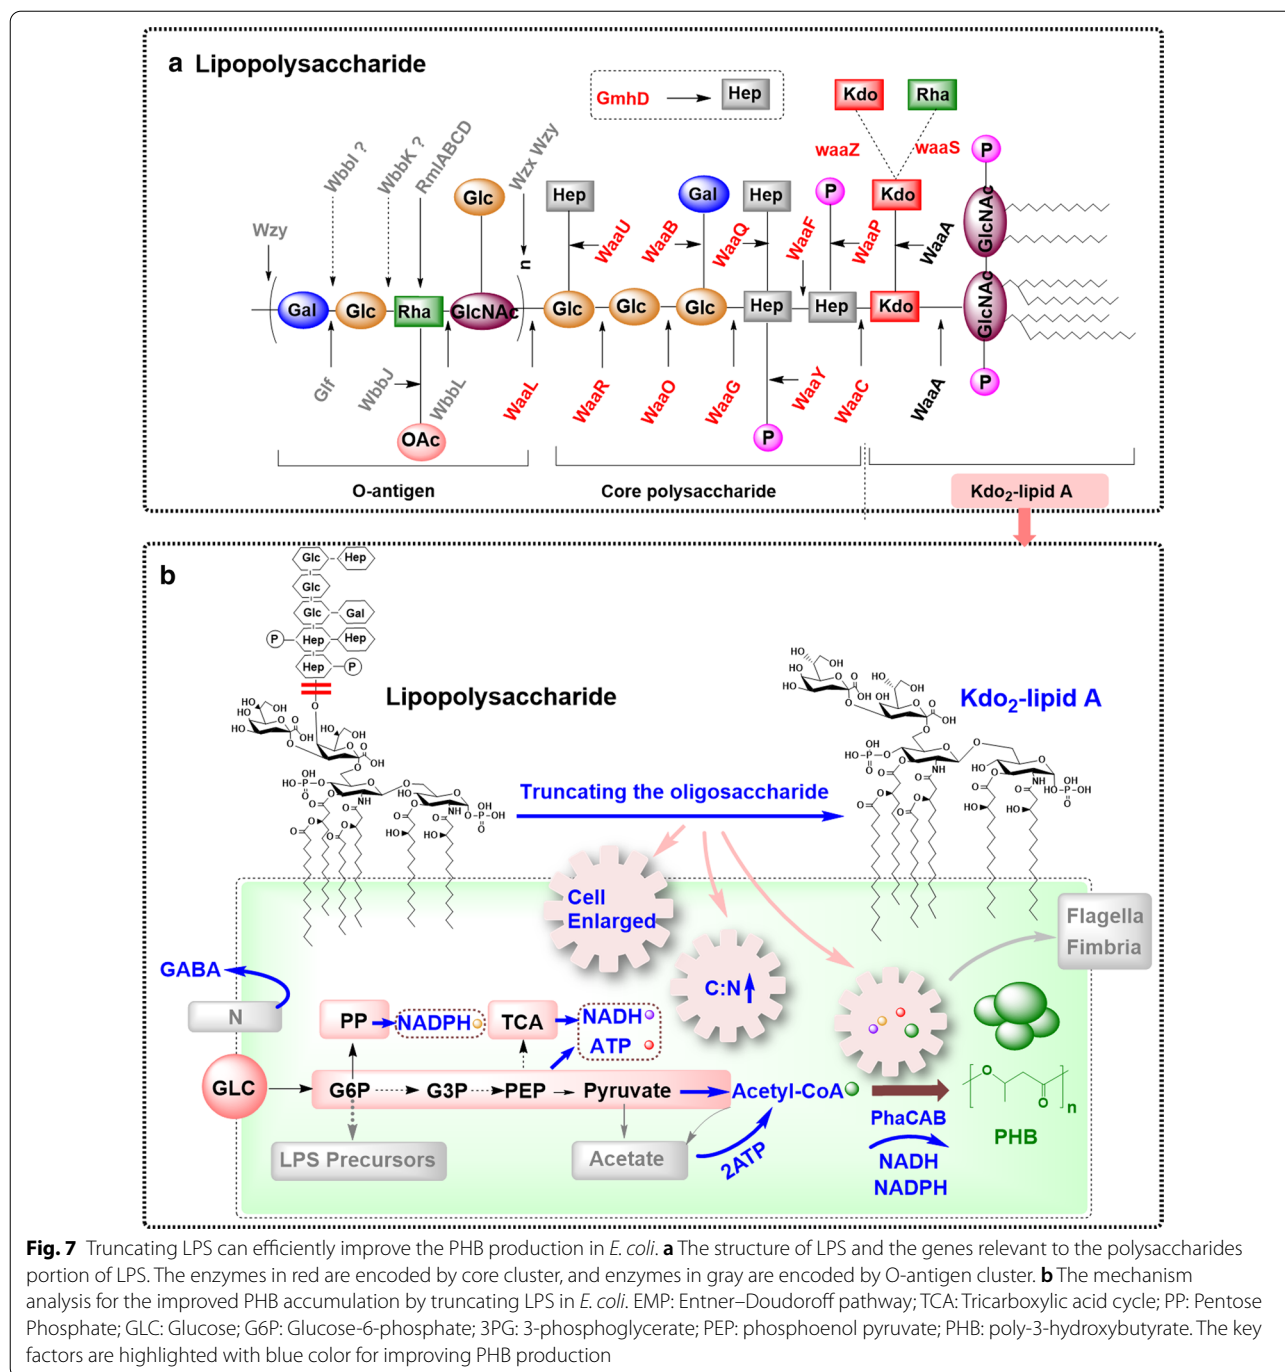 a Lipopolysaccharide
GmhD
Hep
Kdo
Rha
waaZ
waaS
P
Wzy
WbbI ?
WbbK ?
RmlABCD
Glc
Wzx Wzy
n
Hep
WaaU
WaaB
Gal
WaaQ
Hep
WaaF
P
WaaP
Kdo
WaaA
GlcNAc
Gal
Glc
Rha
GlcNAc
Glc
Glc
Glc
Hep
Hep
Kdo
GlcNAc
Glf
WbbJ
WbbL
WaaL
WaaR
WaaO
WaaG
WaaY
WaaC
WaaA
P
OAc
P
O-antigen
Core polysaccharide
Kdo2-lipid A
b
Glc
Hep
Glc
Glc
Gal
P
Hep
Hep
Hep
P
Lipopolysaccharide
Kdo2-lipid A
Truncating the oligosaccharide
Cell
Enlarged
C:N
Flagella
Fimbria
GABA
N
PP
NADPH
TCA
NADH
ATP
GLC
G6P
G3P
PEP
Pyruvate
Acetyl-CoA
PhaCAB
n
PHB
LPS Precursors
Acetate
2ATP
NADH
NADPH
Fig. 7 Truncating LPS can efficiently improve the PHB production in E. coli. a The structure of LPS and the genes relevant to the polysaccharides
portion of LPS. The enzymes in red are encoded by core cluster, and enzymes in gray are encoded by O-antigen cluster. b The mechanism
analysis for the improved PHB accumulation by truncating LPS in E. coli. EMP: Entner–Doudoroff pathway; TCA: Tricarboxylic acid cycle; PP: Pentose
Phosphate; GLC: Glucose; G6P: Glucose-6-phosphate; 3PG: 3-phosphoglycerate; PEP: phosphoenol pyruvate; PHB: poly-3-hydroxybutyrate. The key
factors are highlighted with blue color for improving PHB production